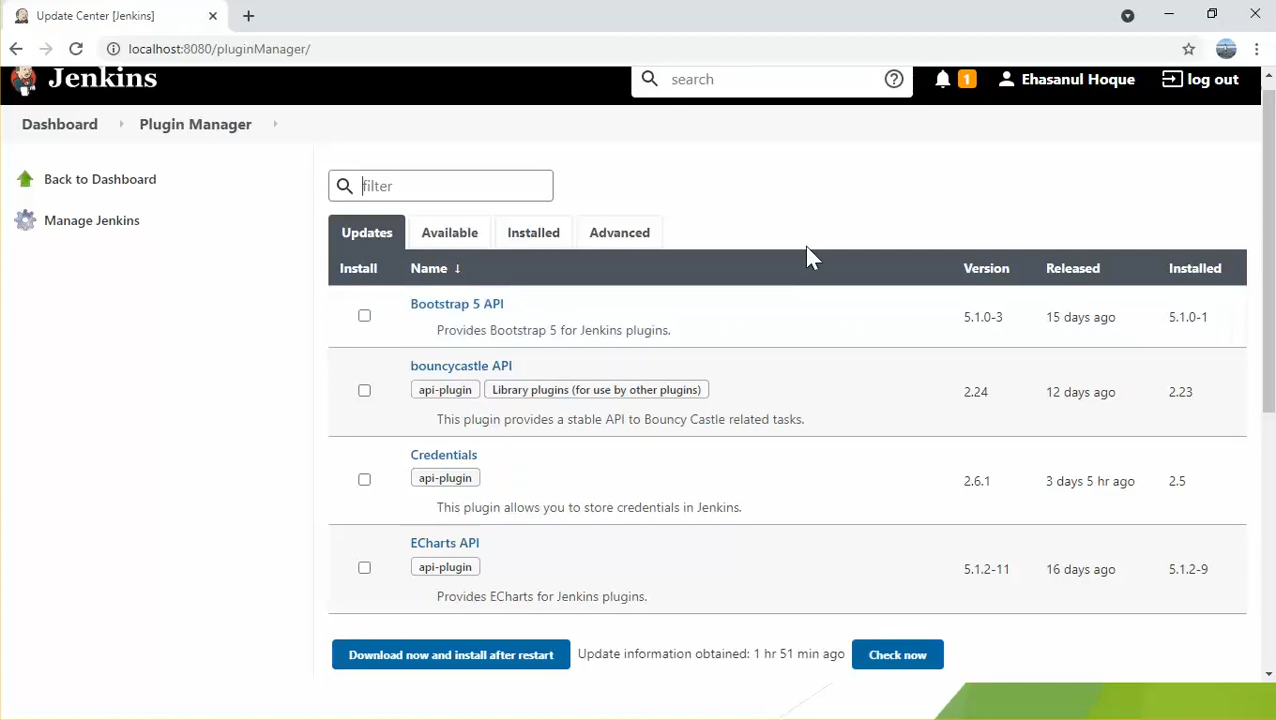 Update Center [Jenkins]
localhost:8080/pluginManager/
Jenkins
search
1
Ehasanul Hoque
log out
Dashboard
Plugin Manager
Back to Dashboard
Manage Jenkins
filter
Updates
Available
Installed
Advanced
Install
Name ↓
Version
Released
Installed
Bootstrap 5 API
Provides Bootstrap 5 for Jenkins plugins.
5.1.0-3
15 days ago
5.1.0-1
bouncycastle API
api-plugin
Library plugins (for use by other plugins)
This plugin provides a stable API to Bouncy Castle related tasks.
2.24
12 days ago
2.23
Credentials
api-plugin
This plugin allows you to store credentials in Jenkins.
2.6.1
3 days 5 hr ago
2.5
ECharts API
api-plugin
Provides ECharts for Jenkins plugins.
5.1.2-11
16 days ago
5.1.2-9
Download now and install after restart
Update information obtained: 1 hr 51 min ago
Check now